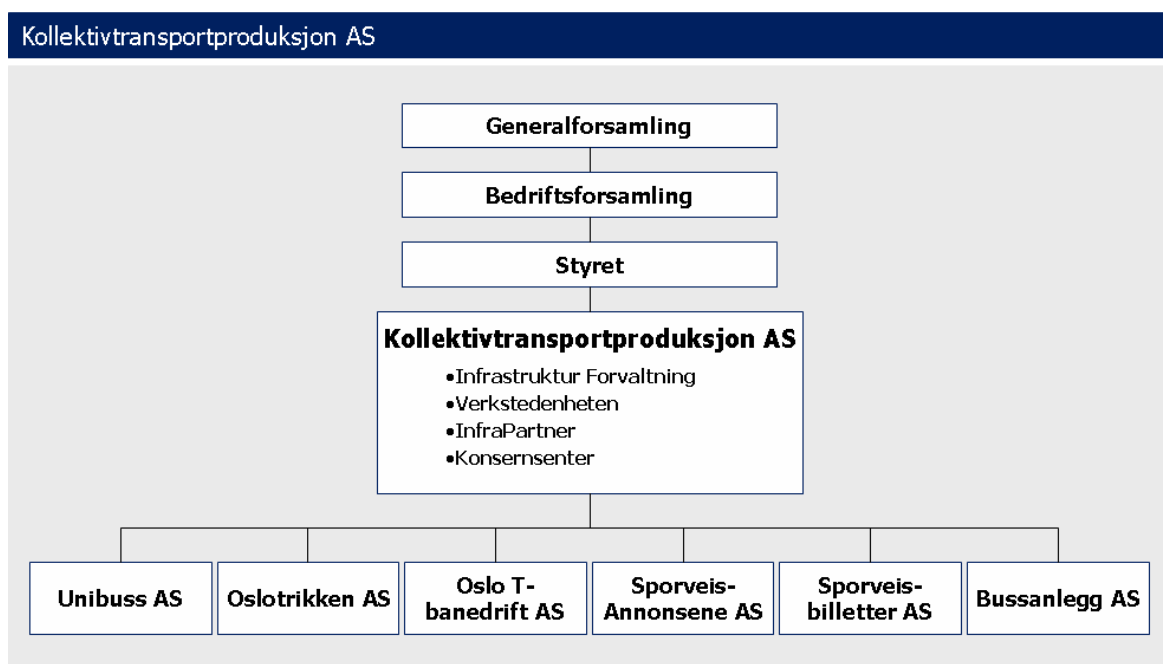 Kollektivtransportproduksjon AS
Generalforsamling
Bedriftsforsamling
Styret
Kollektivtransportproduksjon AS
•Infrastruktur Forvaltning
•Verkstedenheten
•InfraPartner
•Konsernsenter
Unibuss AS
Oslotrikken AS
Oslo T-
banedrift AS
Sporveis-
Annonsene AS
Sporveis-
billetter AS
Bussanlegg AS